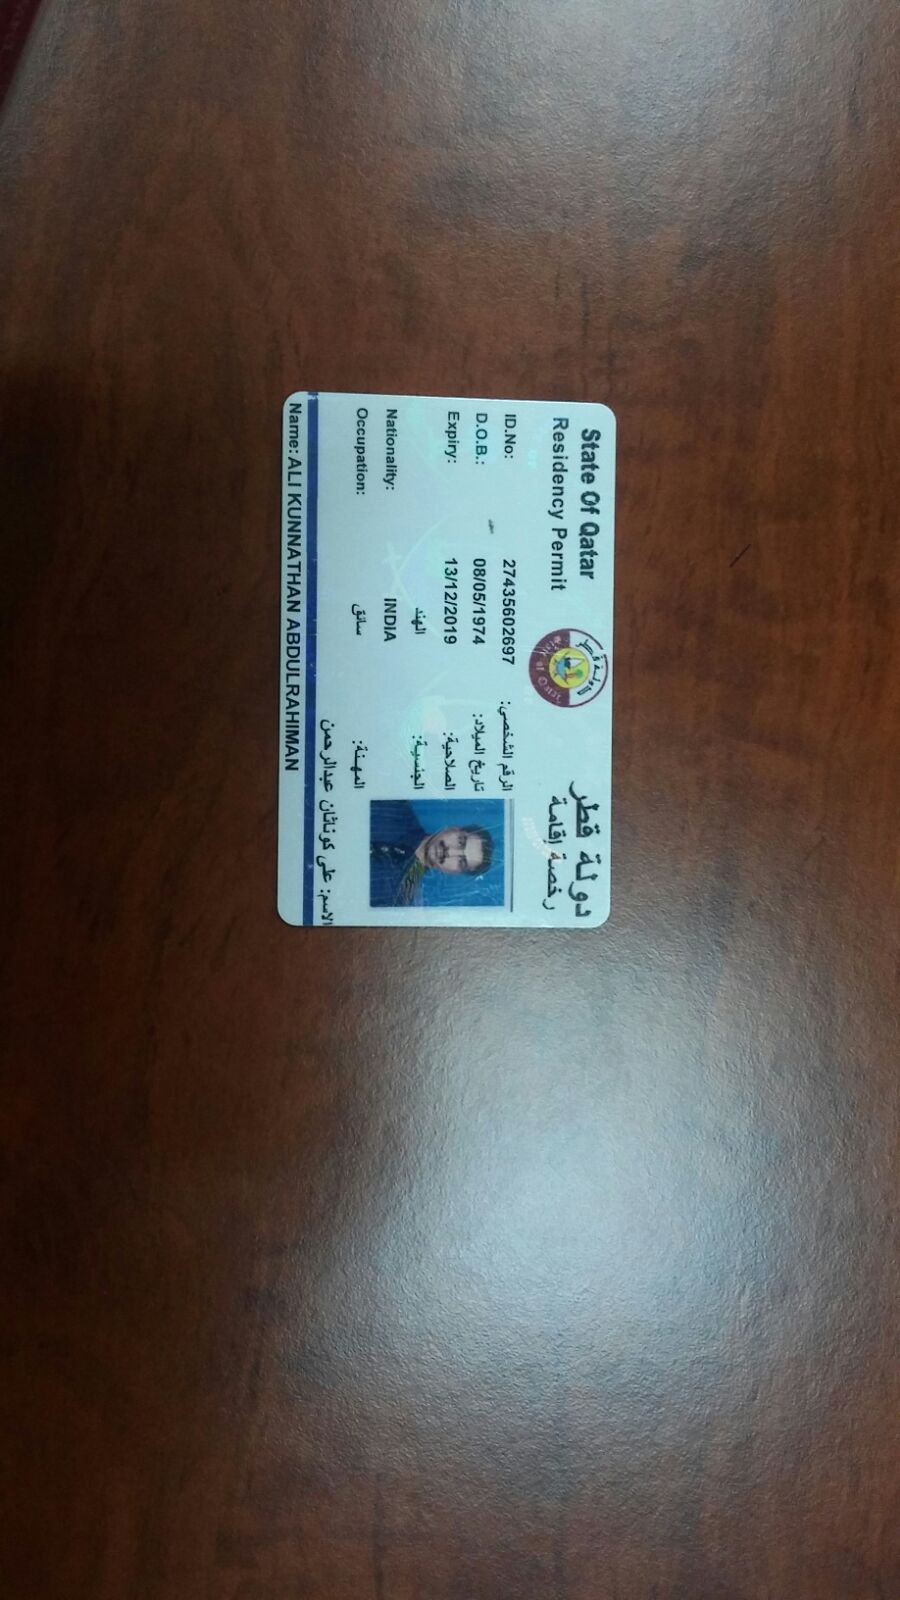 State Of Qatar دولة قطر
Residency Permit رخصة إقامة
ID.No: 27435602697 الرقم الشخصي:
D.O.B.: 08/05/1974 تاريخ الميلاد:
Expiry: 13/12/2019 الصلاحية:
الهند الجنسية:
Nationality: INDIA
Occupation: سائق المهنة:
الاسم: علي كوناثان عبدالرحمن
Name: ALI KUNNATHAN ABDULRAHIMAN